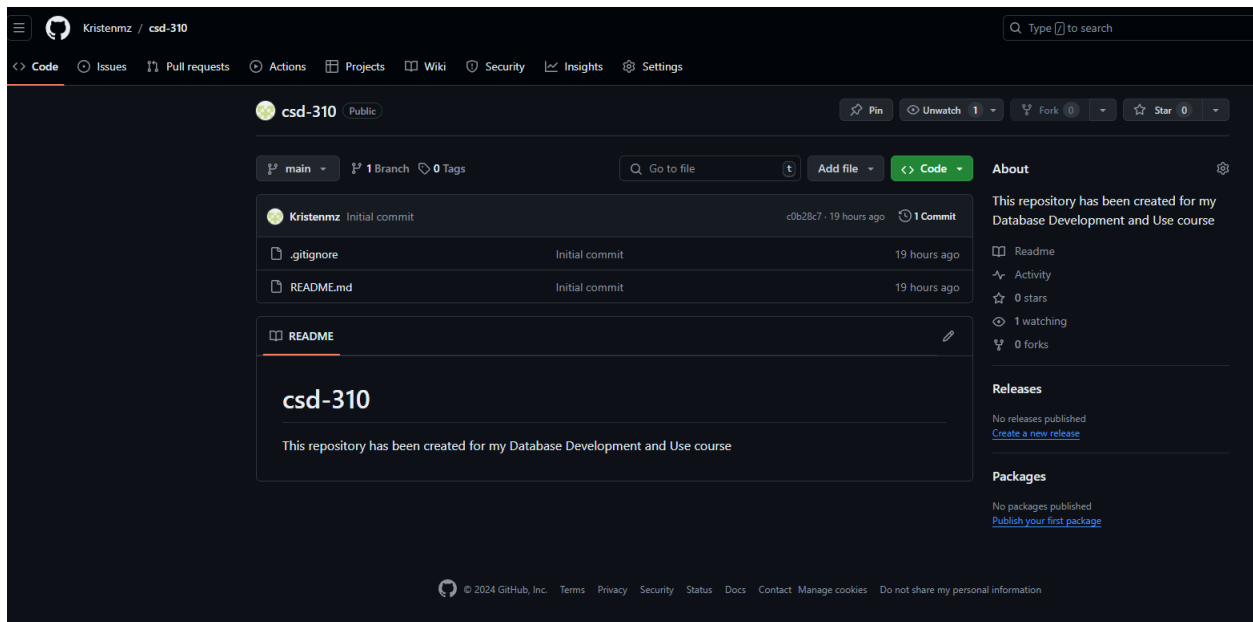 Kristenmz / csd-310
Type / to search
Code Issues Pull requests Actions Projects Wiki Security Insights Settings
csd-310 Public
Pin Unwatch 1 Fork 0 Star 0
main 1 Branch 0 Tags Go to file t Add file Code
Kristenmz Initial commit c0b28c7 · 19 hours ago 1 Commit
.gitignore Initial commit 19 hours ago
README.md Initial commit 19 hours ago
README
csd-310
This repository has been created for my Database Development and Use course
About
This repository has been created for my
Database Development and Use course
Readme
Activity
0 stars
1 watching
0 forks
Releases
No releases published
Create a new release
Packages
No packages published
Publish your first package
© 2024 GitHub, Inc. Terms Privacy Security Status Docs Contact Manage cookies Do not share my personal information